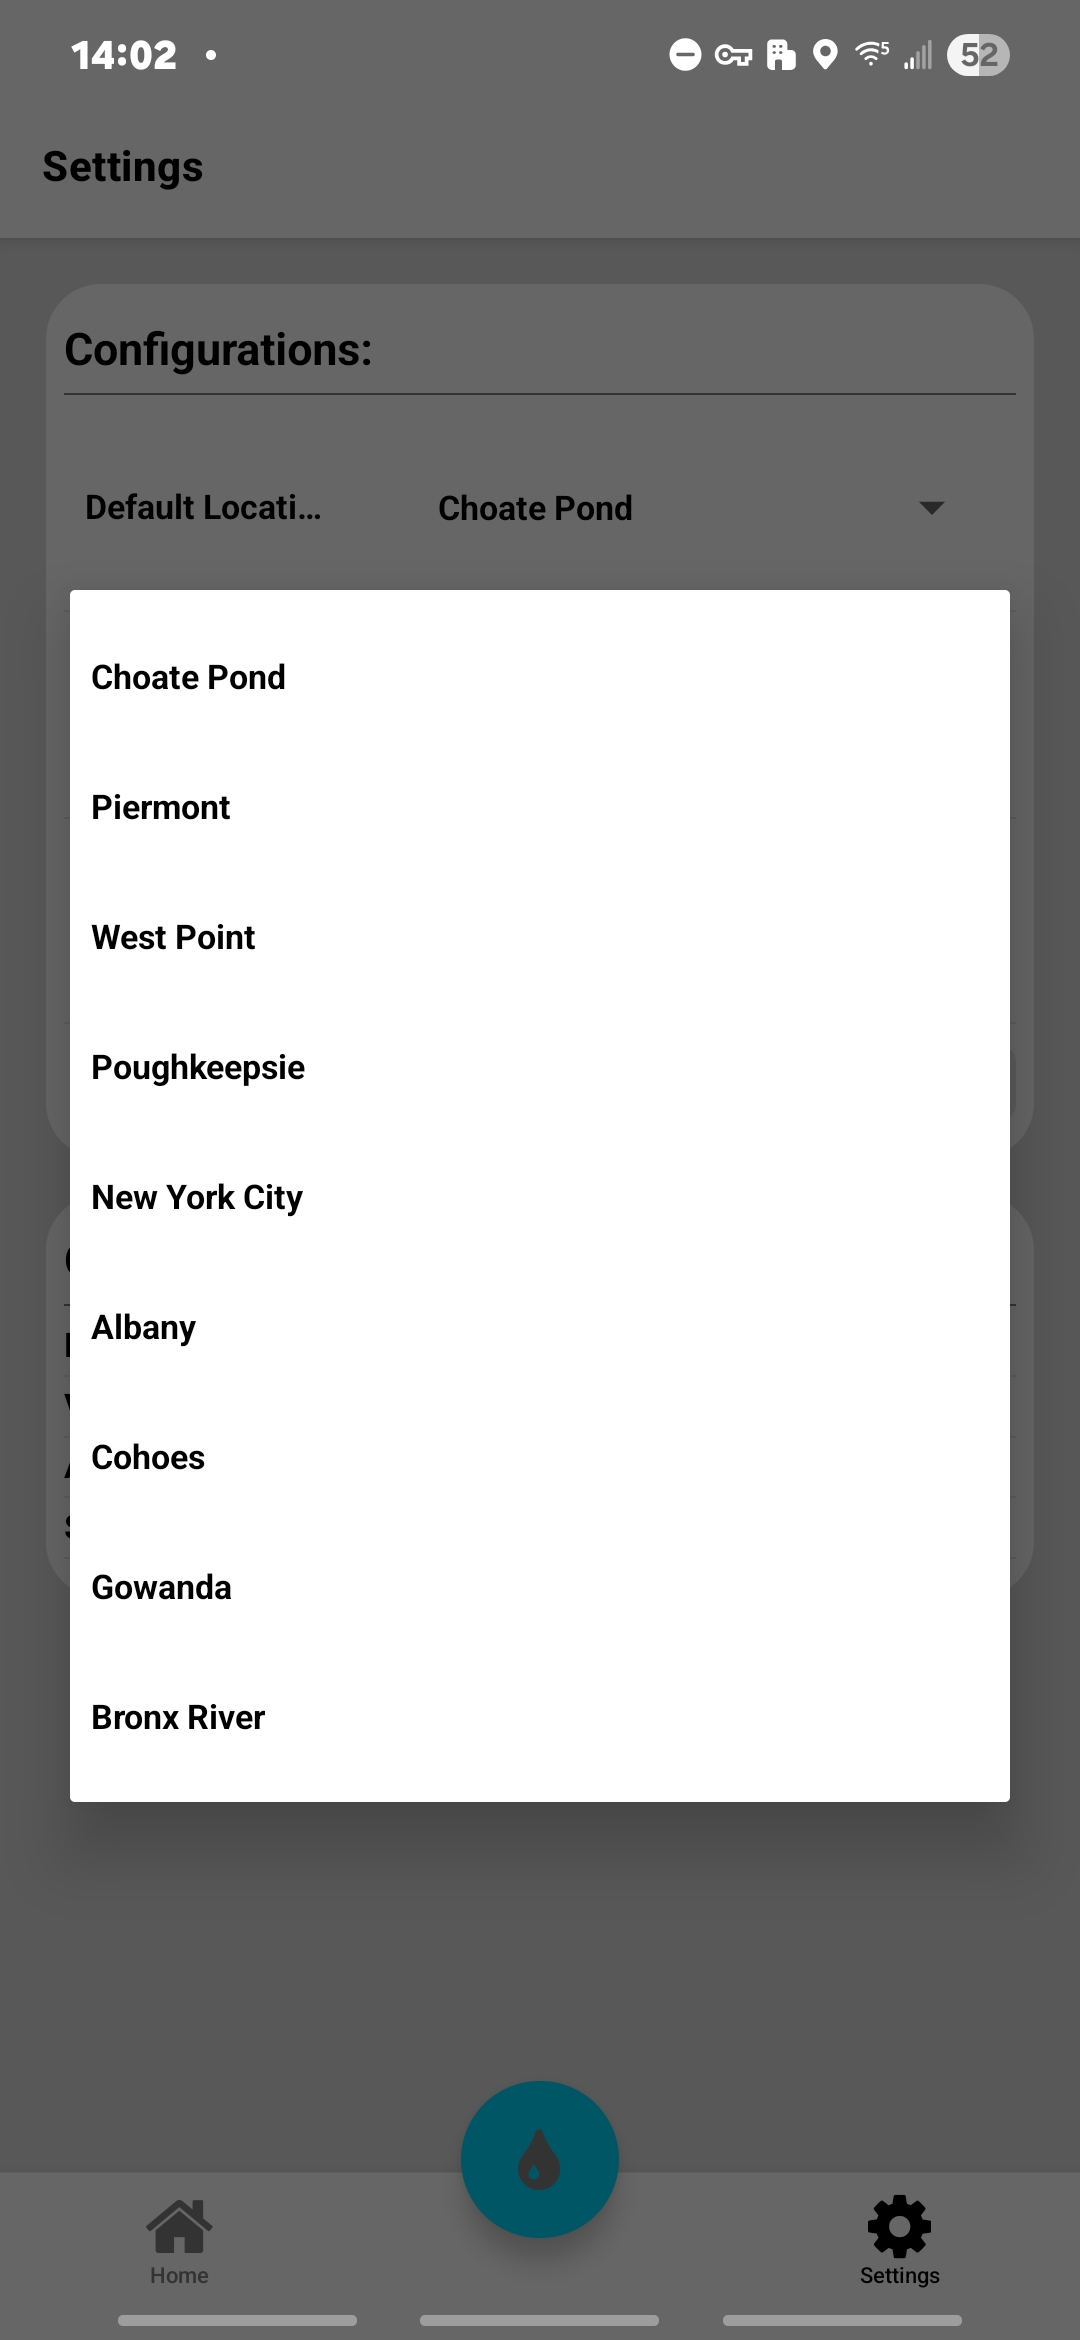 14:02
5
52
Settings
Configurations:
Default Locati...
Choate Pond
Choate Pond
Piermont
West Point
Poughkeepsie
New York City
Albany
Cohoes
Gowanda
Bronx River
Home
Settings